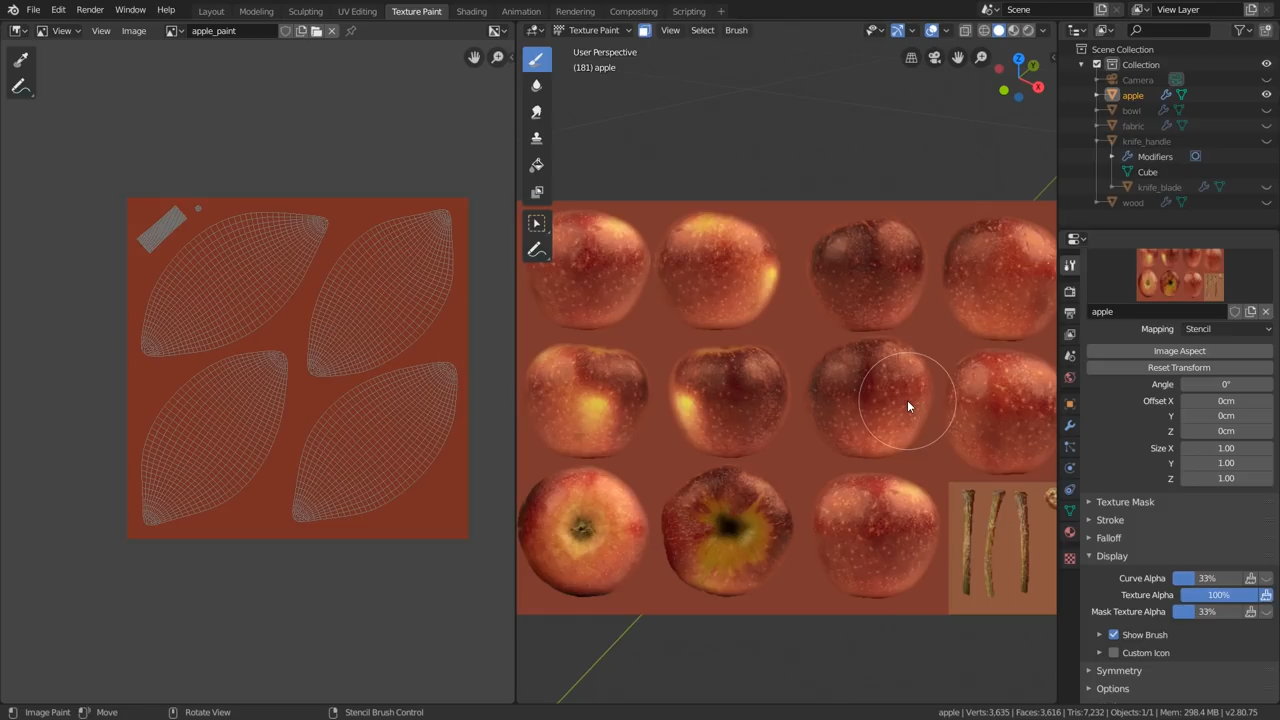 File Edit Render Window Help Layout Modeling Sculpting UV Editing Texture Paint Shading Animation Rendering Compositing Scripting + Scene View Layer
View View Image apple_paint Texture Paint View Select Brush
User Perspective
(181) apple
Z
Y
X
Scene Collection
Collection
Camera
apple
bowl
fabric
knife_handle
Modifiers
Cube
knife_blade
wood
apple
Mapping Stencil
Image Aspect
Reset Transform
Angle 0°
Offset X 0cm
Y 0cm
Z 0cm
Size X 1.00
Y 1.00
Z 1.00
Texture Mask
Stroke
Falloff
Display
Curve Alpha 33%
Texture Alpha 100%
Mask Texture Alpha 33%
Show Brush
Custom Icon
Symmetry
Options
Image Paint Move Rotate View Stencil Brush Control apple | Verts:3,635 | Faces:3,616 | Tris:7,232 | Objects:1/1 | Mem: 298.4 MB | v2.80.75